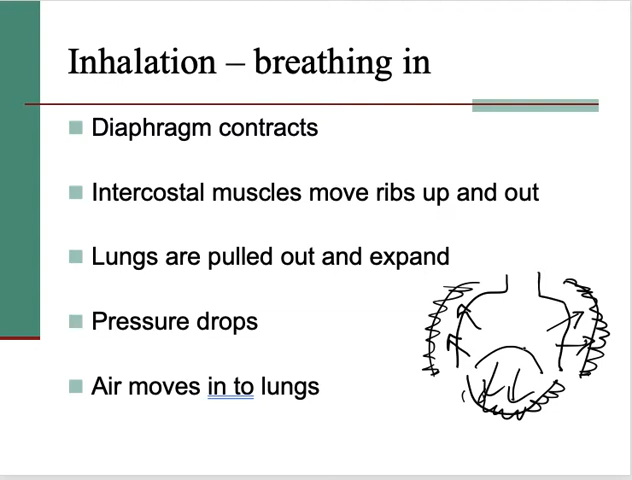 Inhalation – breathing in
Diaphragm contracts
Intercostal muscles move ribs up and out
Lungs are pulled out and expand
Pressure drops
Air moves in to lungs